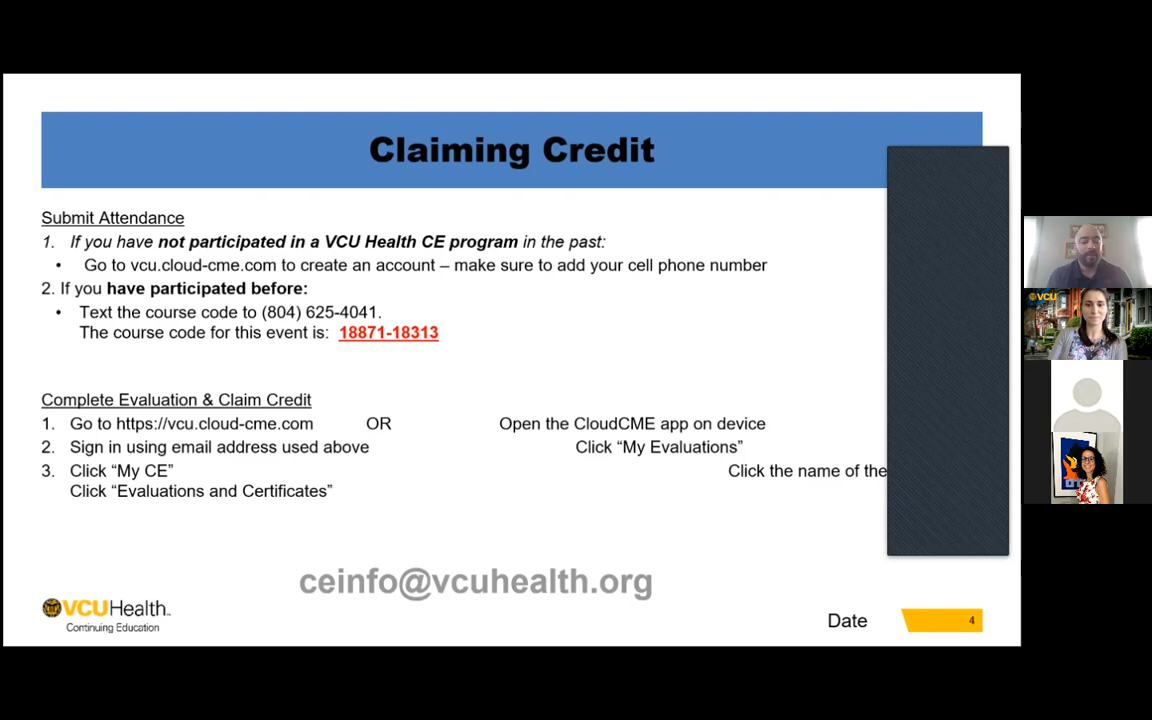 Claiming Credit
Submit Attendance
1. If you have not participated in a VCU Health CE program in the past:
• Go to vcu.cloud-cme.com to create an account – make sure to add your cell phone number
2. If you have participated before:
• Text the course code to (804) 625-4041.
The course code for this event is: 18871-18313
Complete Evaluation & Claim Credit
1. Go to https://vcu.cloud-cme.com OR Open the CloudCME app on device
2. Sign in using email address used above Click “My Evaluations”
3. Click “My CE” Click the name of the
Click “Evaluations and Certificates”
ceinfo@vcuhealth.org
VCUHealth™
Continuing Education
Date
4
VCU